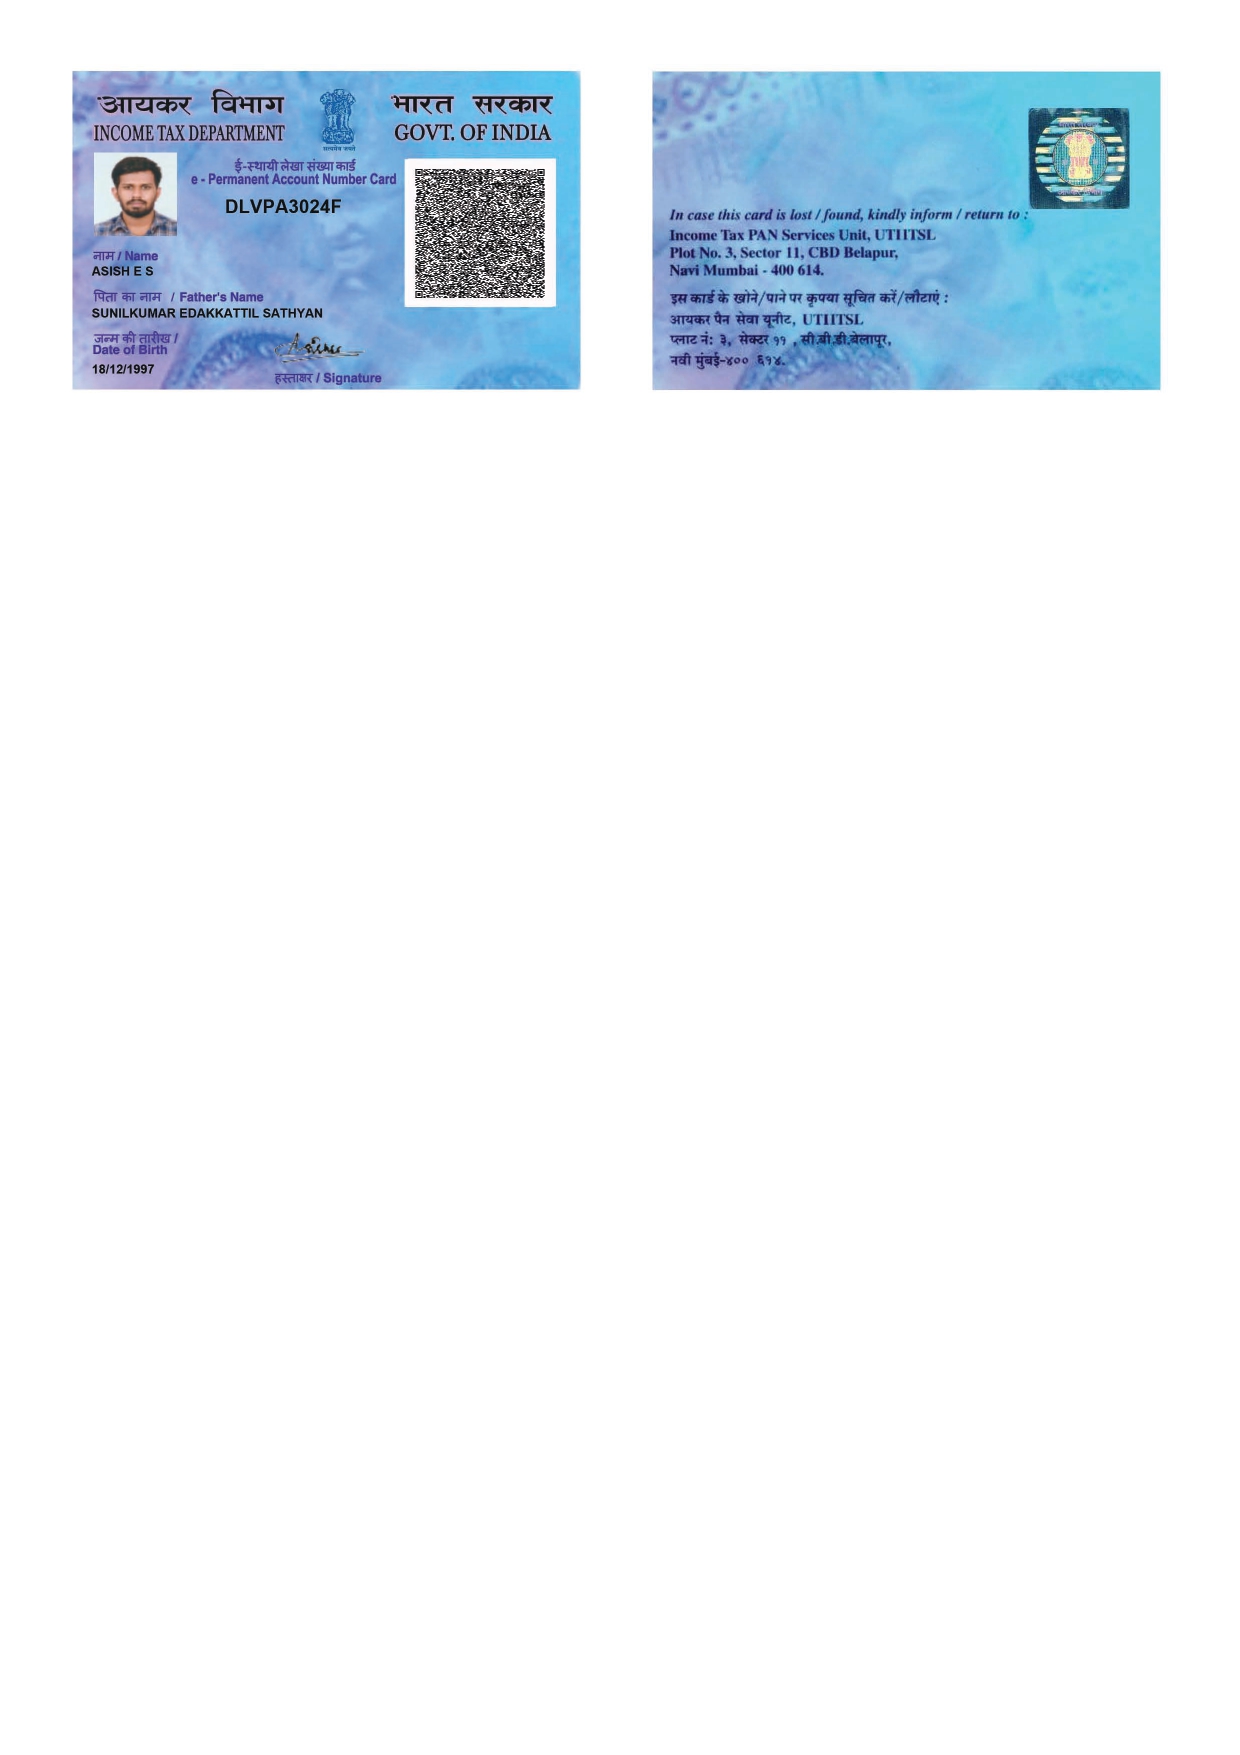 आयकर विभाग
INCOME TAX DEPARTMENT
सत्यमेव जयते
भारत सरकार
GOVT. OF INDIA
ई-स्थायी लेखा संख्या कार्ड
e - Permanent Account Number Card
DLVPA3024F
नाम / Name
ASISH E S
पिता का नाम / Father's Name
SUNILKUMAR EDAKKATTIL SATHYAN
जन्म की तारीख /
Date of Birth
18/12/1997
हस्ताक्षर / Signature
In case this card is lost / found, kindly inform / return to :
Income Tax PAN Services Unit, UTIITSL
Plot No. 3, Sector 11, CBD Belapur,
Navi Mumbai - 400 614.
इस कार्ड के खोने/पाने पर कृपया सूचित करें/लौटाएं :
आयकर पैन सेवा यूनीट, UTIITSL
प्लाट नं: ३, सेक्टर ११ , सी.बी.डी.बेलापूर,
नवी मुंबई-४०० ६१४.